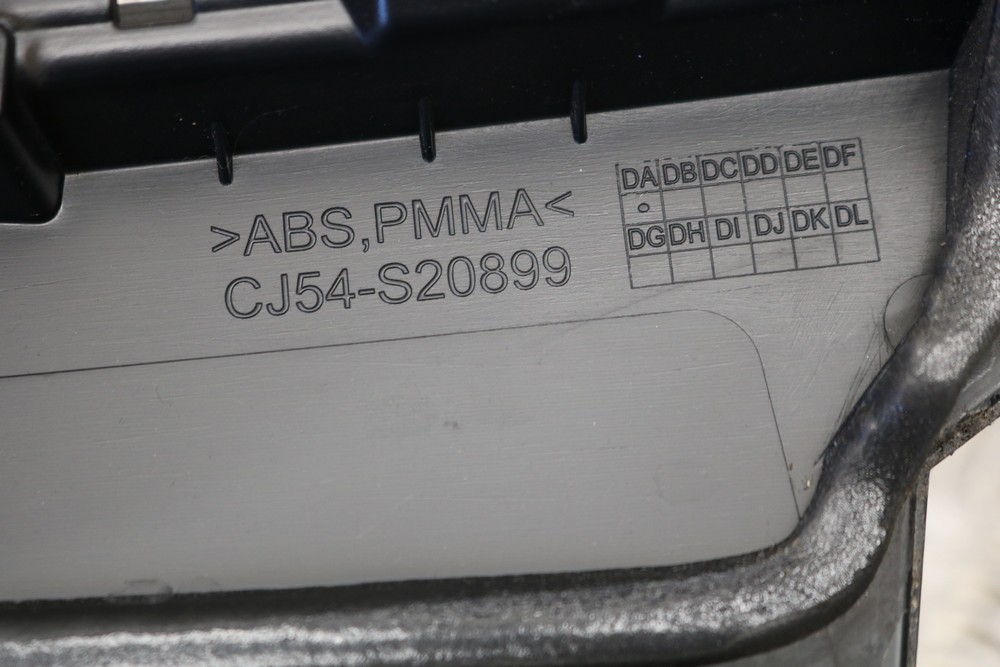 >ABS,PMMA<
CJ54-S20899
DA DB DC DD DE DF
DG DH DI DJ DK DL